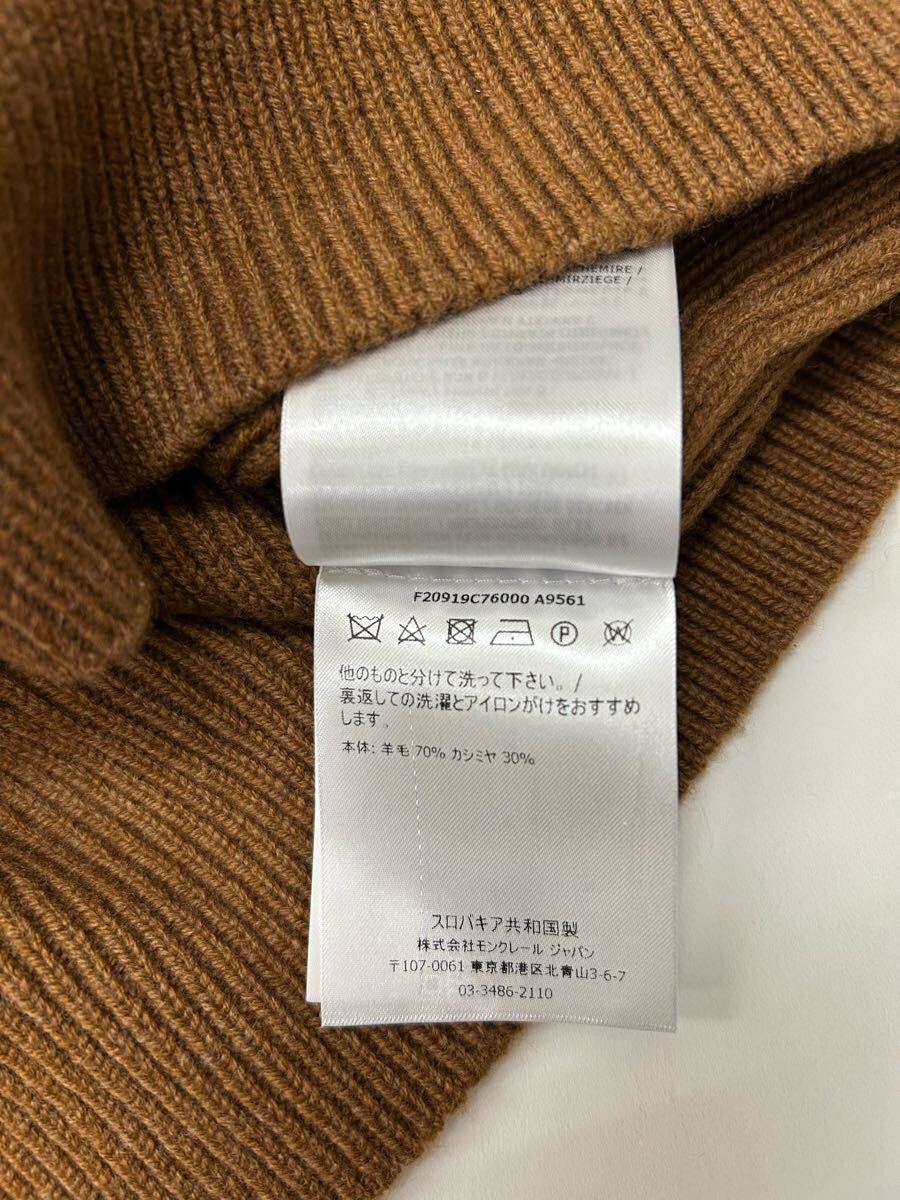 HEMIRE /
MIRZIEGE /
F20919C76000 A9561
P
W
他のものと分けて洗って下さい。/
裏返しての洗濯とアイロンがけをおすすめ
します。
本体: 羊毛 70% カシミヤ 30%
スロバキア共和国製
株式会社モンクレール ジャパン
〒107-0061 東京都港区北青山3-6-7
03-3486-2110